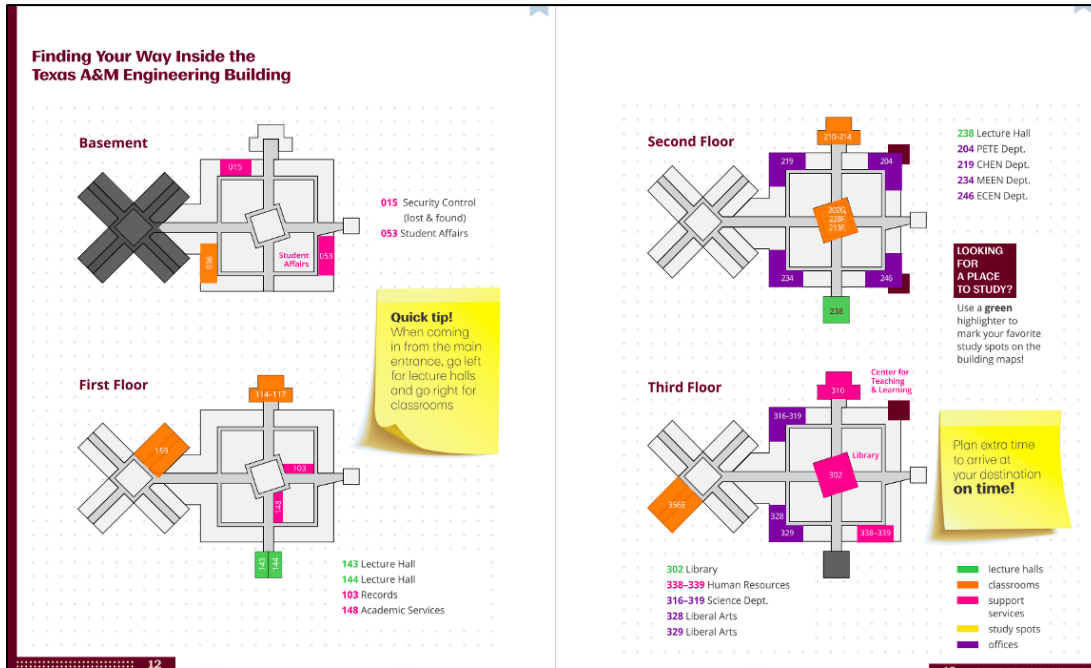 Finding Your Way Inside the
Texas A&M Engineering Building
Basement
015
036
Student
Affairs
053
015 Security Control
(lost & found)
053 Student Affairs
Quick tip!
When coming
in from the main
entrance, go left
for lecture halls
and go right for
classrooms
First Floor
114–117
159
103
148
143
144
143 Lecture Hall
144 Lecture Hall
103 Records
148 Academic Services
12
Second Floor
210-214
219
204
202G,
228F,
213F,
234
246
238
238 Lecture Hall
204 PETE Dept.
219 CHEN Dept.
234 MEEN Dept.
246 ECEN Dept.
LOOKING
FOR
A PLACE
TO STUDY?
Use a green
highlighter to
mark your favorite
study spots on the
building maps!
Third Floor
310
Center for
Teaching
& Learning
316–319
Library
302
356E
328
329
338–339
Plan extra time
to arrive at
your destination
on time!
302 Library
338–339 Human Resources
316–319 Science Dept.
328 Liberal Arts
329 Liberal Arts
lecture halls
classrooms
support
services
study spots
offices